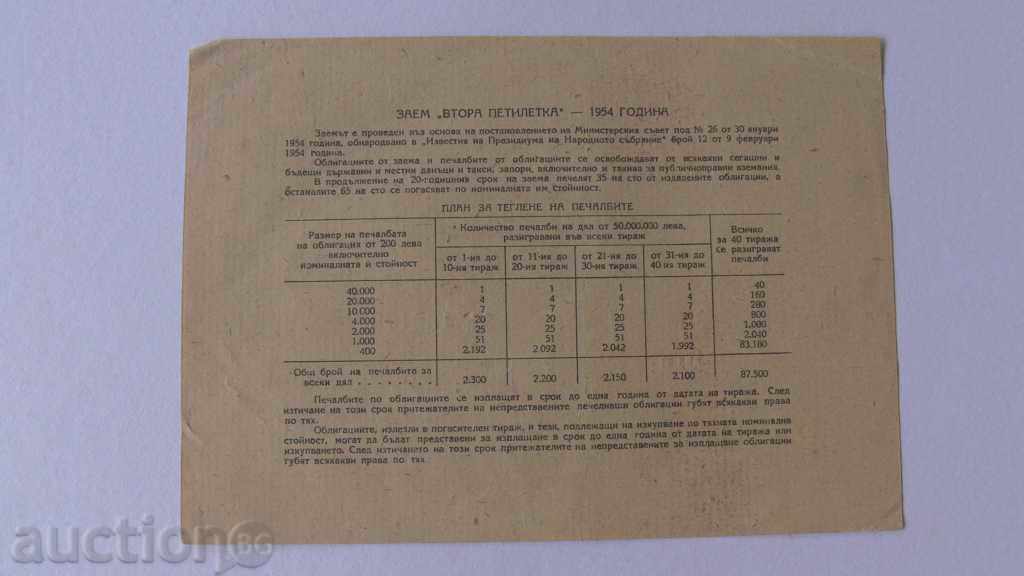 ЗАЕМ „ВТОРА ПЕТИЛЕТКА“ — 1954 ГОДИНА
Заемът е проведен въз основа на постановлението на Министерския съвет под № 26 от 30 януари
1954 година, обнародвано в „Известия на Президиума на Народното събрание“ брой 12 от 9 февруари
1954 година.
Облигациите от заема и печалбите от облигациите се освобождават от всякакви сегашни и
бъдещи държавни и местни данъци и такси, запори, включително и такива за публичноправни вземания.
В продължение на 20-годишния срок на заема печелят 35 на сто от издадените облигации, а
останалите 65 на сто се погасяват по номиналната им стойност.
ПЛАН ЗА ТЕГЛЕНЕ НА ПЕЧАЛБИТЕ
Размер на печалбата
на облигация от 200 лева
включително
номиналната ѝ стойност
Количество печалби на дял от 50.000.000 лева,
разигравани във всеки тираж
Всичко
за 40 тиража
се разиграват
печалби
от 1-ия до
10-ия тираж
от 11-ия до
20-ия тираж
от 21-ия до
30-ия тираж
от 31-ия до
40 ия тираж
40.000 1 1 1 1 40
20.000 4 4 4 4 160
10.000 7 7 7 7 280
4.000 20 20 20 20 800
2.000 25 25 25 25 1.000
1.000 51 51 51 51 2.040
400 2.192 2.092 2.042 1.992 83.180
Общ брой на печалбите за
всеки дял . . . . . . . . 2.300 2.200 2.150 2.100 87.500
Печалбите по облигациите се изплащат в срок до една година от датата на тиража. След
изтичане на този срок притежателите на непредставените печеливши облигации губят всякакви права
по тях.
Облигациите, излезли в погасителен тираж, и тези, подлежащи на изкупване по тяхната номинална
стойност, могат да бъдат представени за изплащане в срок до една година от датата на тиража или
изкупването. След изтичането на този срок притежателите на непредставените за изплащане облигации
губят всякакви права по тях.
auction BG